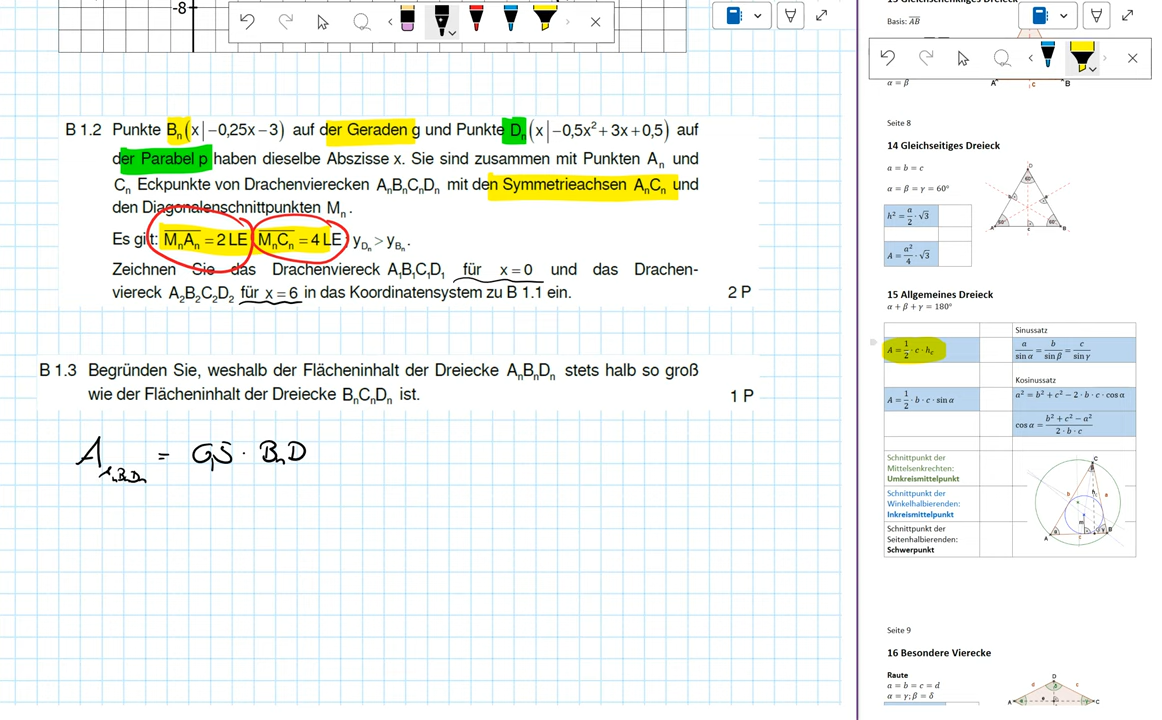 -8
B 1.2 Punkte Bₙ(x|−0,25x−3) auf der Geraden g und Punkte Dₙ(x|−0,5x²+3x+0,5) auf
der Parabel p haben dieselbe Abszisse x. Sie sind zusammen mit Punkten Aₙ und
Cₙ Eckpunkte von Drachenvierecken AₙBₙCₙDₙ mit den Symmetrieachsen AₙCₙ und
den Diagonalenschnittpunkten Mₙ.
Es gilt: MₙAₙ = 2 LE; MₙCₙ = 4 LE; y_Dₙ > y_Bₙ.
Zeichnen Sie das Drachenviereck A₁B₁C₁D₁ für x = 0 und das Drachen-
viereck A₂B₂C₂D₂ für x = 6 in das Koordinatensystem zu B 1.1 ein. 2 P
B 1.3 Begründen Sie, weshalb der Flächeninhalt der Dreiecke AₙBₙDₙ stets halb so groß
wie der Flächeninhalt der Dreiecke BₙCₙDₙ ist. 1 P
A_AₙBₙDₙ = 0,5 · BₙD
Basis: AB
α = β
A c B
Seite 8
14 Gleichseitiges Dreieck
a = b = c
α = β = γ = 60°
h² = a/2 · √3
A = a²/4 · √3
15 Allgemeines Dreieck
α + β + γ = 180°
A = 1/2 · c · h_c
Sinussatz
a/sin α = b/sin β = c/sin γ
Kosinussatz
A = 1/2 · b · c · sin α
a² = b² + c² − 2 · b · c · cos α
cos α = b² + c² − a² / 2 · b · c
Schnittpunkt der
Mittelsenkrechten:
Umkreismittelpunkt
Schnittpunkt der
Winkelhalbierenden:
Inkreismittelpunkt
Schnittpunkt der
Seitenhalbierenden:
Schwerpunkt
Seite 9
16 Besondere Vierecke
Raute
a = b = c = d
α = γ; β = δ